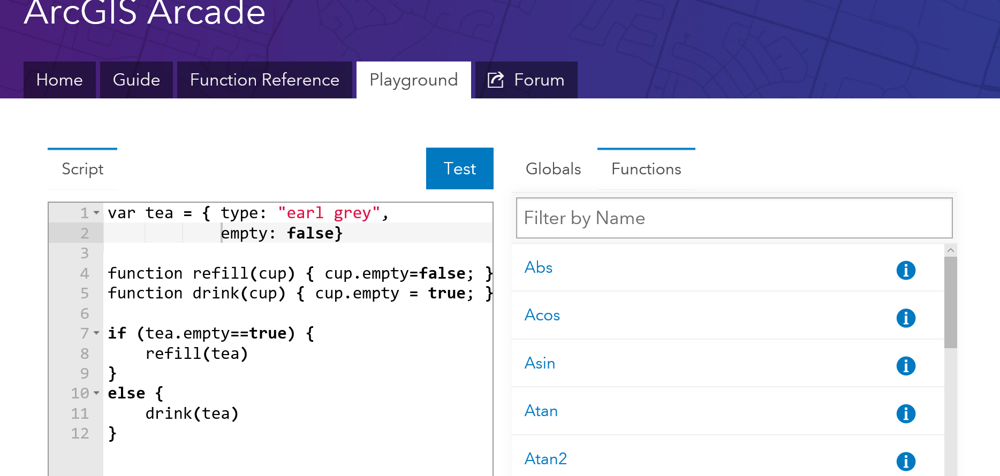 ArcGIS Arcade
Home Guide Function Reference Playground Forum
Script Test
1 var tea = { type: "earl grey",
2 empty: false}
3
4 function refill(cup) { cup.empty=false; }
5 function drink(cup) { cup.empty = true; }
6
7 if (tea.empty==true) {
8 refill(tea)
9 }
10 else {
11 drink(tea)
12 }
Globals Functions
Filter by Name
Abs
Acos
Asin
Atan
Atan2